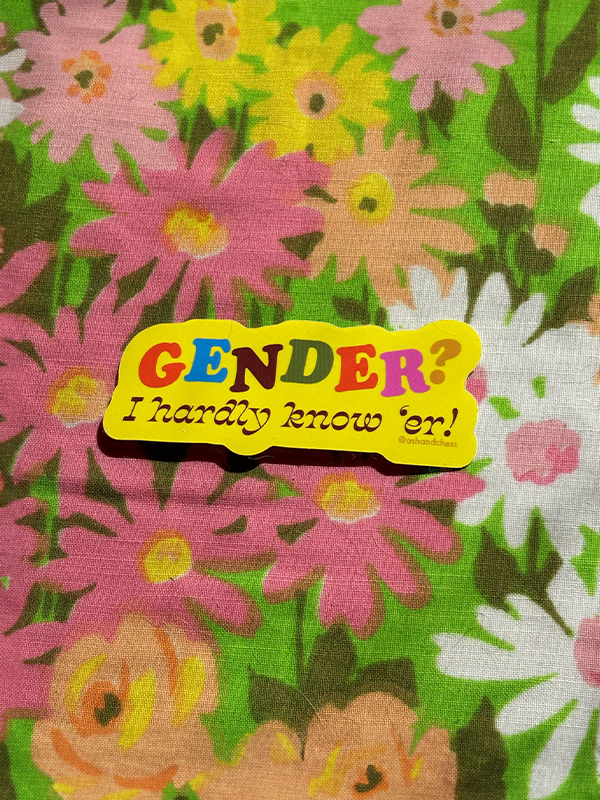 GENDER?
I hardly know ‘er!
@ashandchess